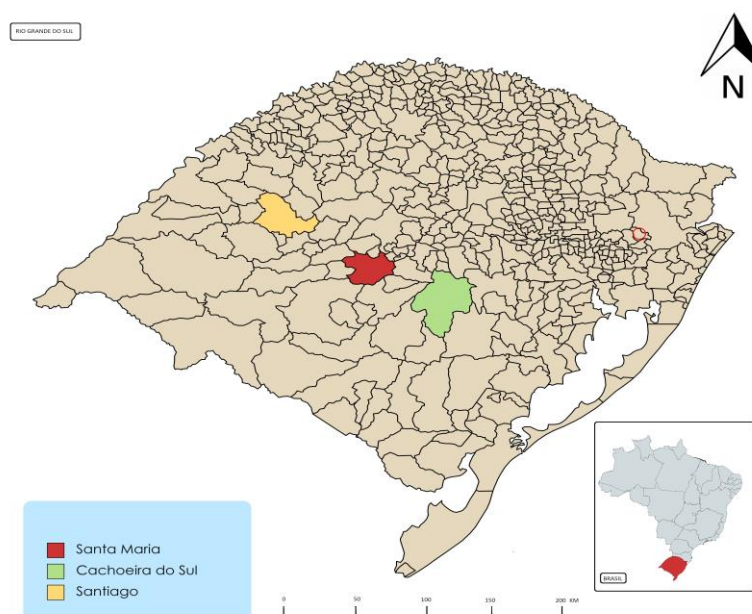 RIO GRANDE DO SUL
N
Santa Maria
Cachoeira do Sul
Santiago
0 50 100 150 200 KM
BRASIL